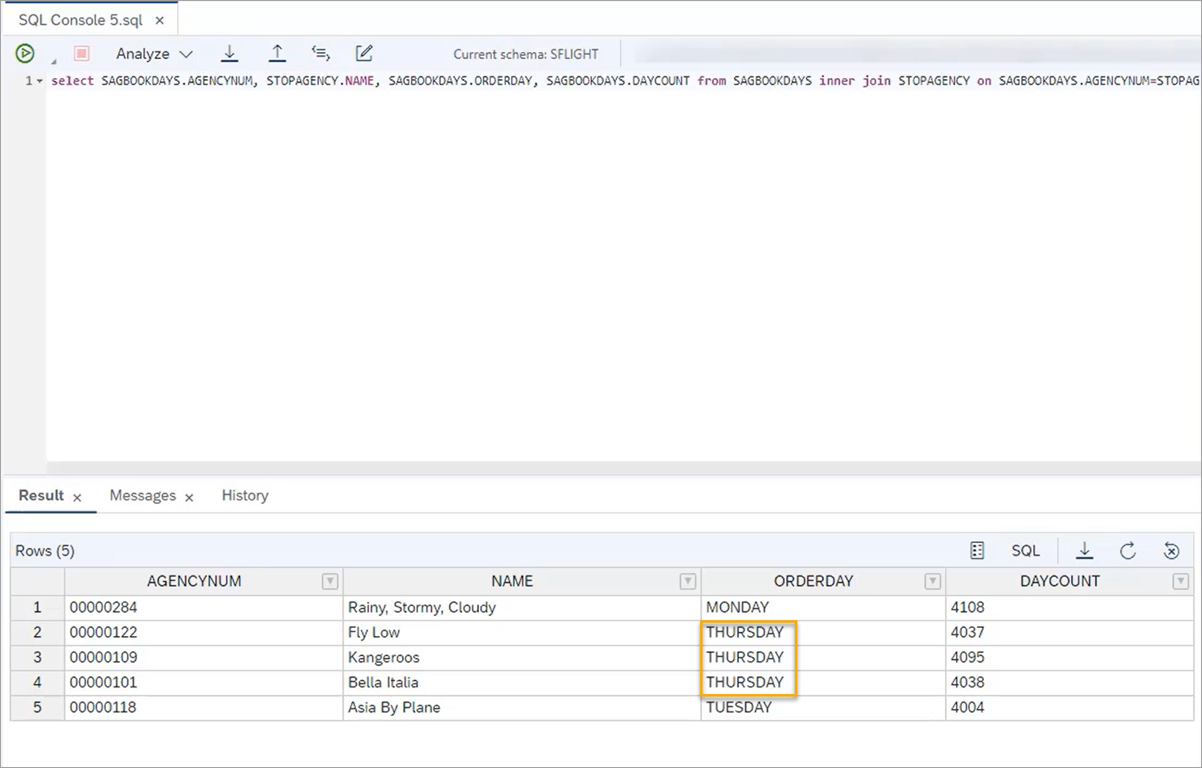 SQL Console 5.sql ×
Analyze Current schema: SFLIGHT
1 select SAGBOOKDAYS.AGENCYNUM, STOPAGENCY.NAME, SAGBOOKDAYS.ORDERDAY, SAGBOOKDAYS.DAYCOUNT from SAGBOOKDAYS inner join STOPAGENCY on SAGBOOKDAYS.AGENCYNUM=STOPAG
Result × Messages × History
Rows (5) SQL
AGENCYNUM NAME ORDERDAY DAYCOUNT
1 00000284 Rainy, Stormy, Cloudy MONDAY 4108
2 00000122 Fly Low THURSDAY 4037
3 00000109 Kangeroos THURSDAY 4095
4 00000101 Bella Italia THURSDAY 4038
5 00000118 Asia By Plane TUESDAY 4004